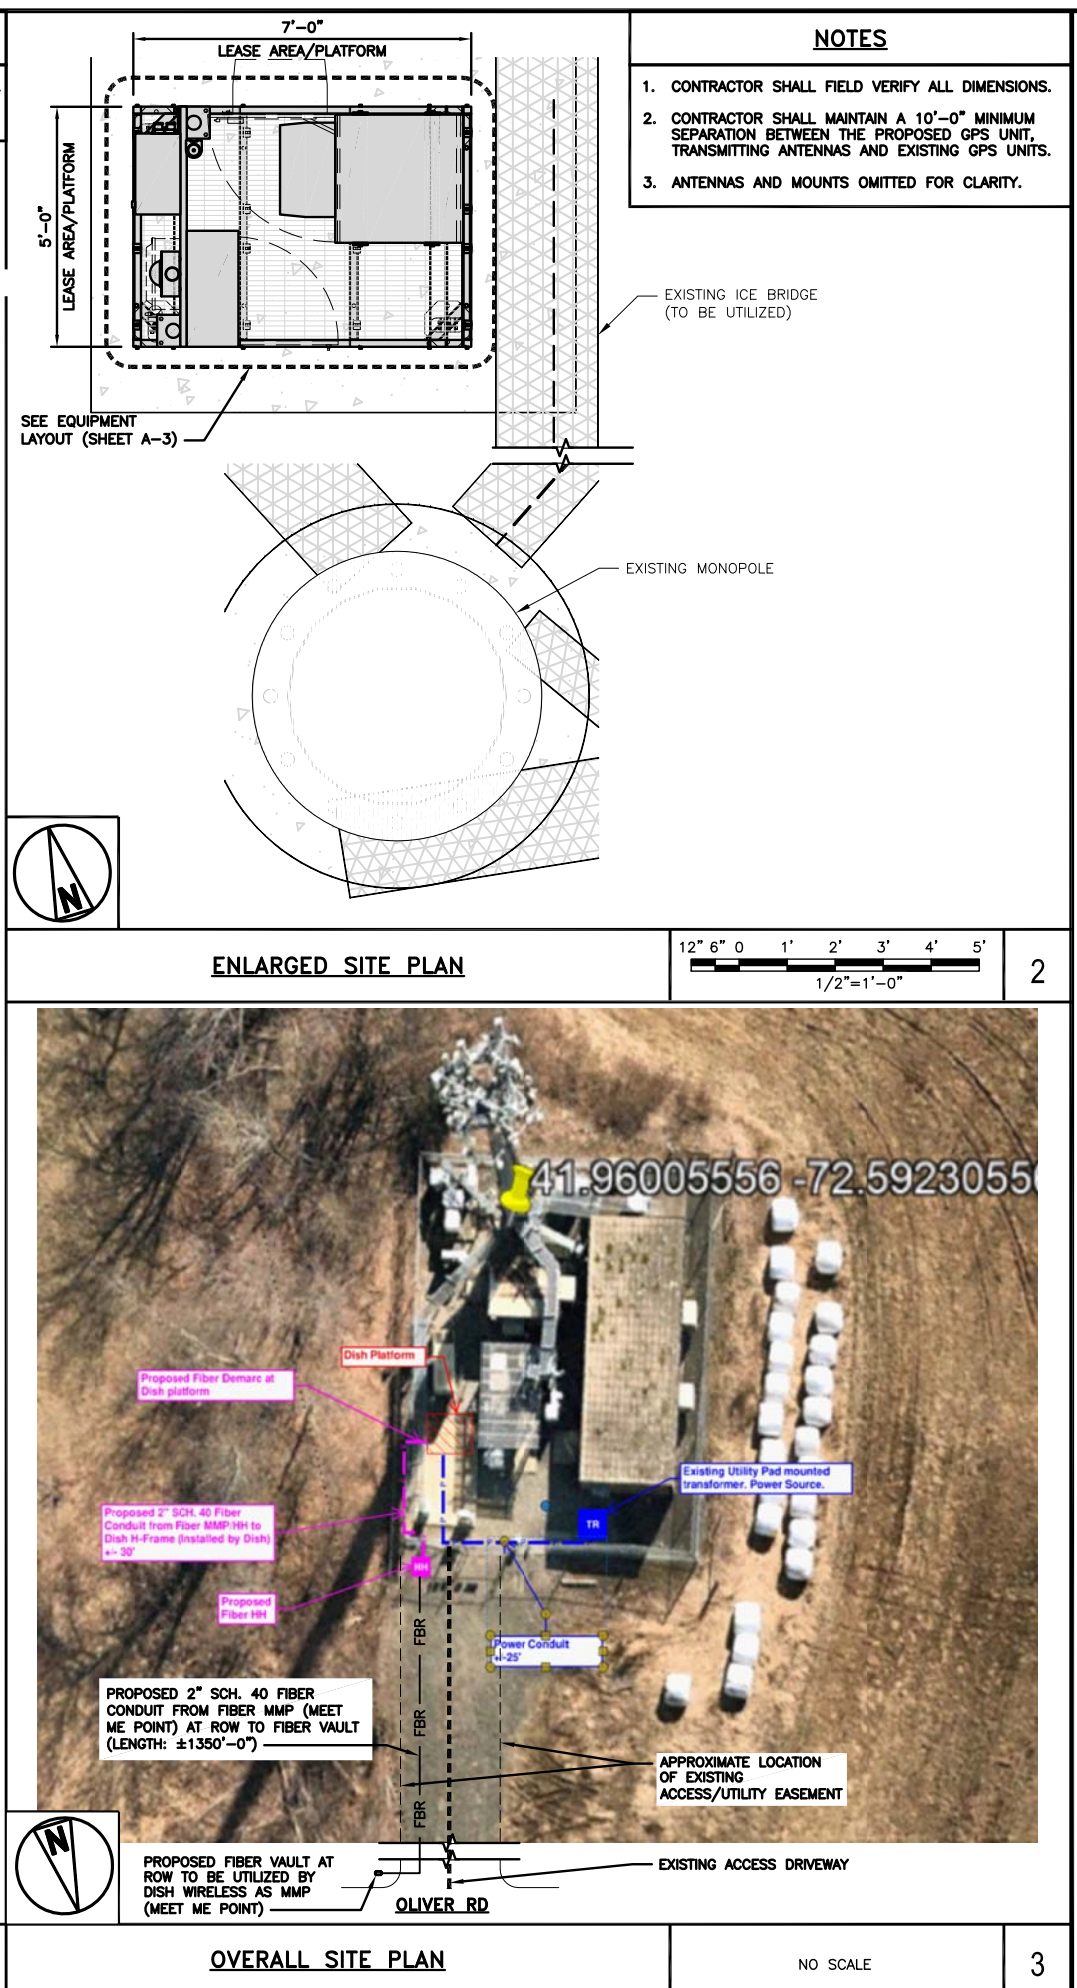 7'-0"
LEASE AREA/PLATFORM
5'-0"
LEASE AREA/PLATFORM
SEE EQUIPMENT
LAYOUT (SHEET A-3)
NOTES
1. CONTRACTOR SHALL FIELD VERIFY ALL DIMENSIONS.
2. CONTRACTOR SHALL MAINTAIN A 10'-0" MINIMUM
SEPARATION BETWEEN THE PROPOSED GPS UNIT,
TRANSMITTING ANTENNAS AND EXISTING GPS UNITS.
3. ANTENNAS AND MOUNTS OMITTED FOR CLARITY.
EXISTING ICE BRIDGE
(TO BE UTILIZED)
EXISTING MONOPOLE
N
ENLARGED SITE PLAN
12" 6" 0 1' 2' 3' 4' 5'
1/2"=1'-0"
2
41.96005556 -72.59230556
Dish Platform
Proposed Fiber Demarc at
Dish platform
Existing Utility Pad mounted
transformer. Power Source.
Proposed 2" SCH. 40 Fiber
Conduit from Fiber MMP/HH to
Dish H-Frame (Installed by Dish)
+/- 30'
TR
P
P
P
P
HH
Proposed
Fiber HH
Power Conduit
+/-25'
FBR
FBR
FBR
PROPOSED 2" SCH. 40 FIBER
CONDUIT FROM FIBER MMP (MEET
ME POINT) AT ROW TO FIBER VAULT
(LENGTH: ±1350'-0")
APPROXIMATE LOCATION
OF EXISTING
ACCESS/UTILITY EASEMENT
N
PROPOSED FIBER VAULT AT
ROW TO BE UTILIZED BY
DISH WIRELESS AS MMP
(MEET ME POINT)
EXISTING ACCESS DRIVEWAY
OLIVER RD
OVERALL SITE PLAN
NO SCALE
3